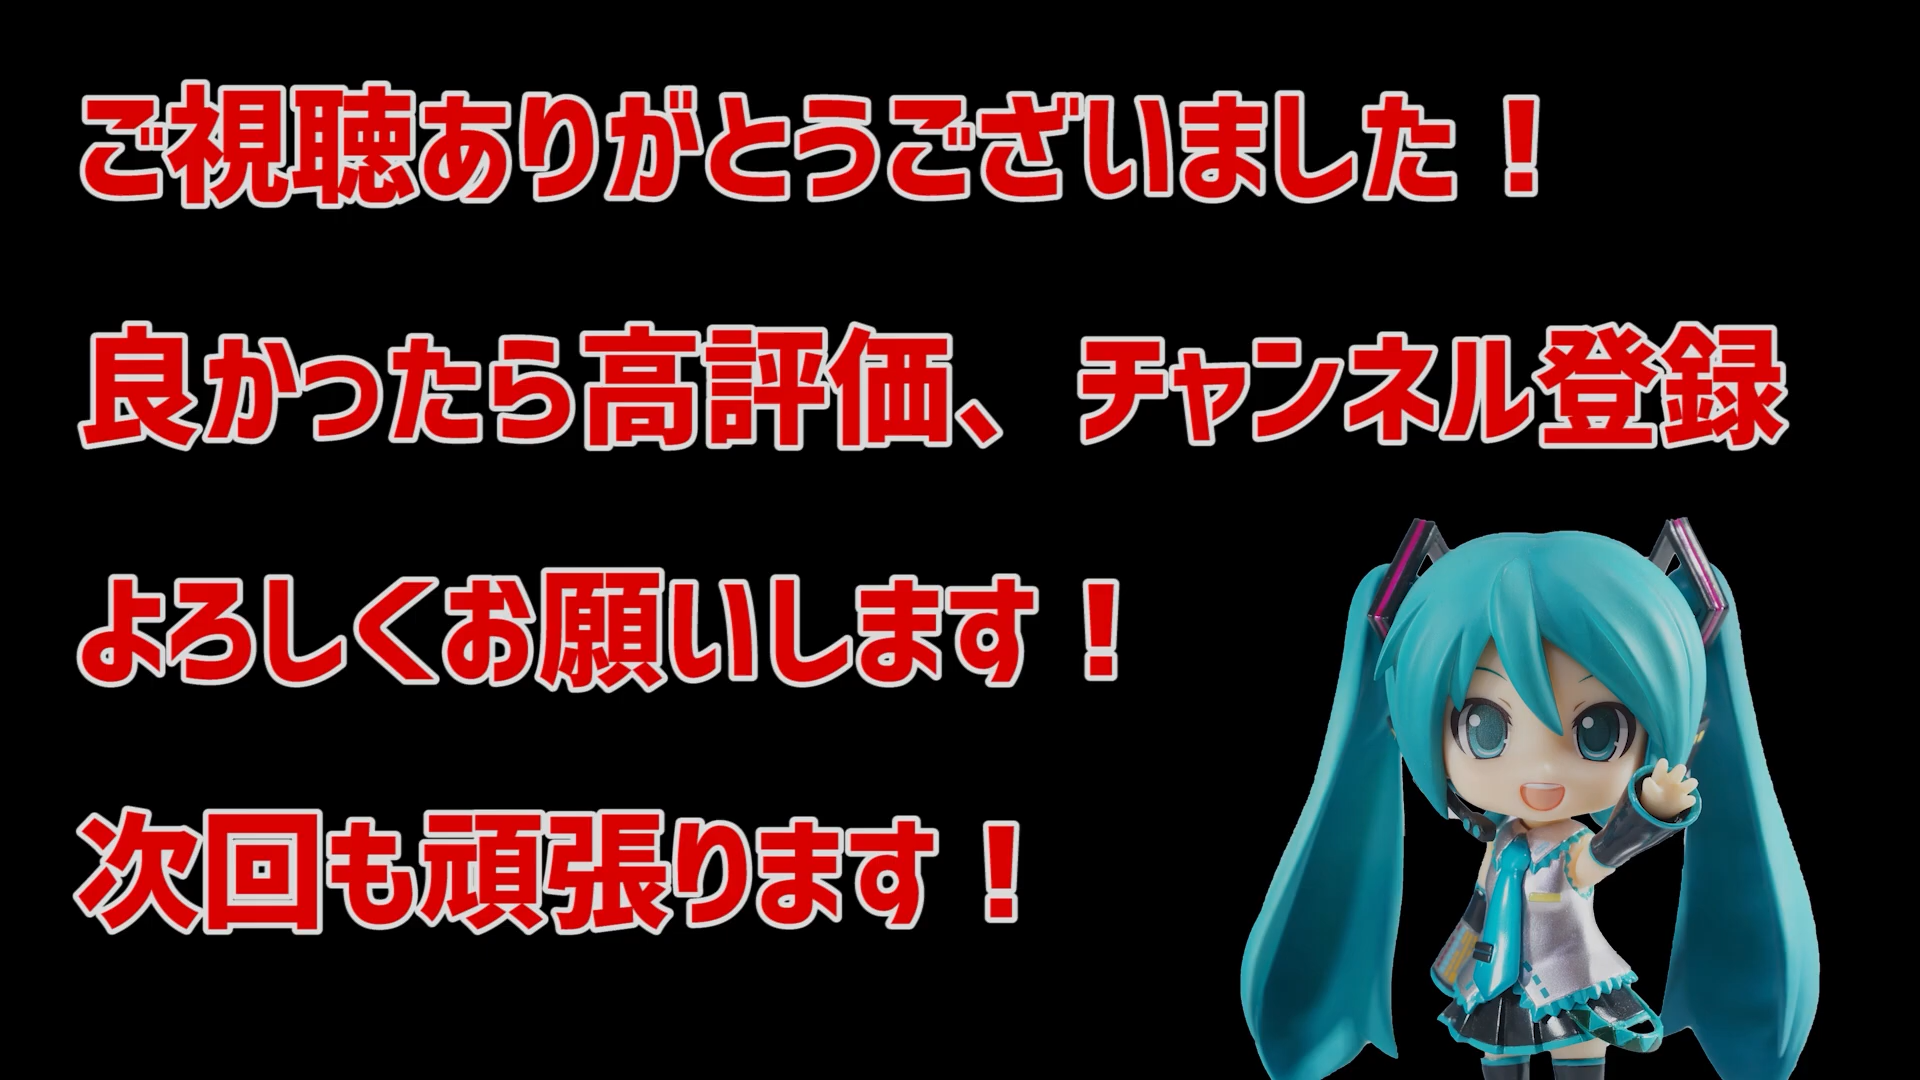 ご視聴ありがとうございました！
良かったら高評価、チャンネル登録
よろしくお願いします！
次回も頑張ります！